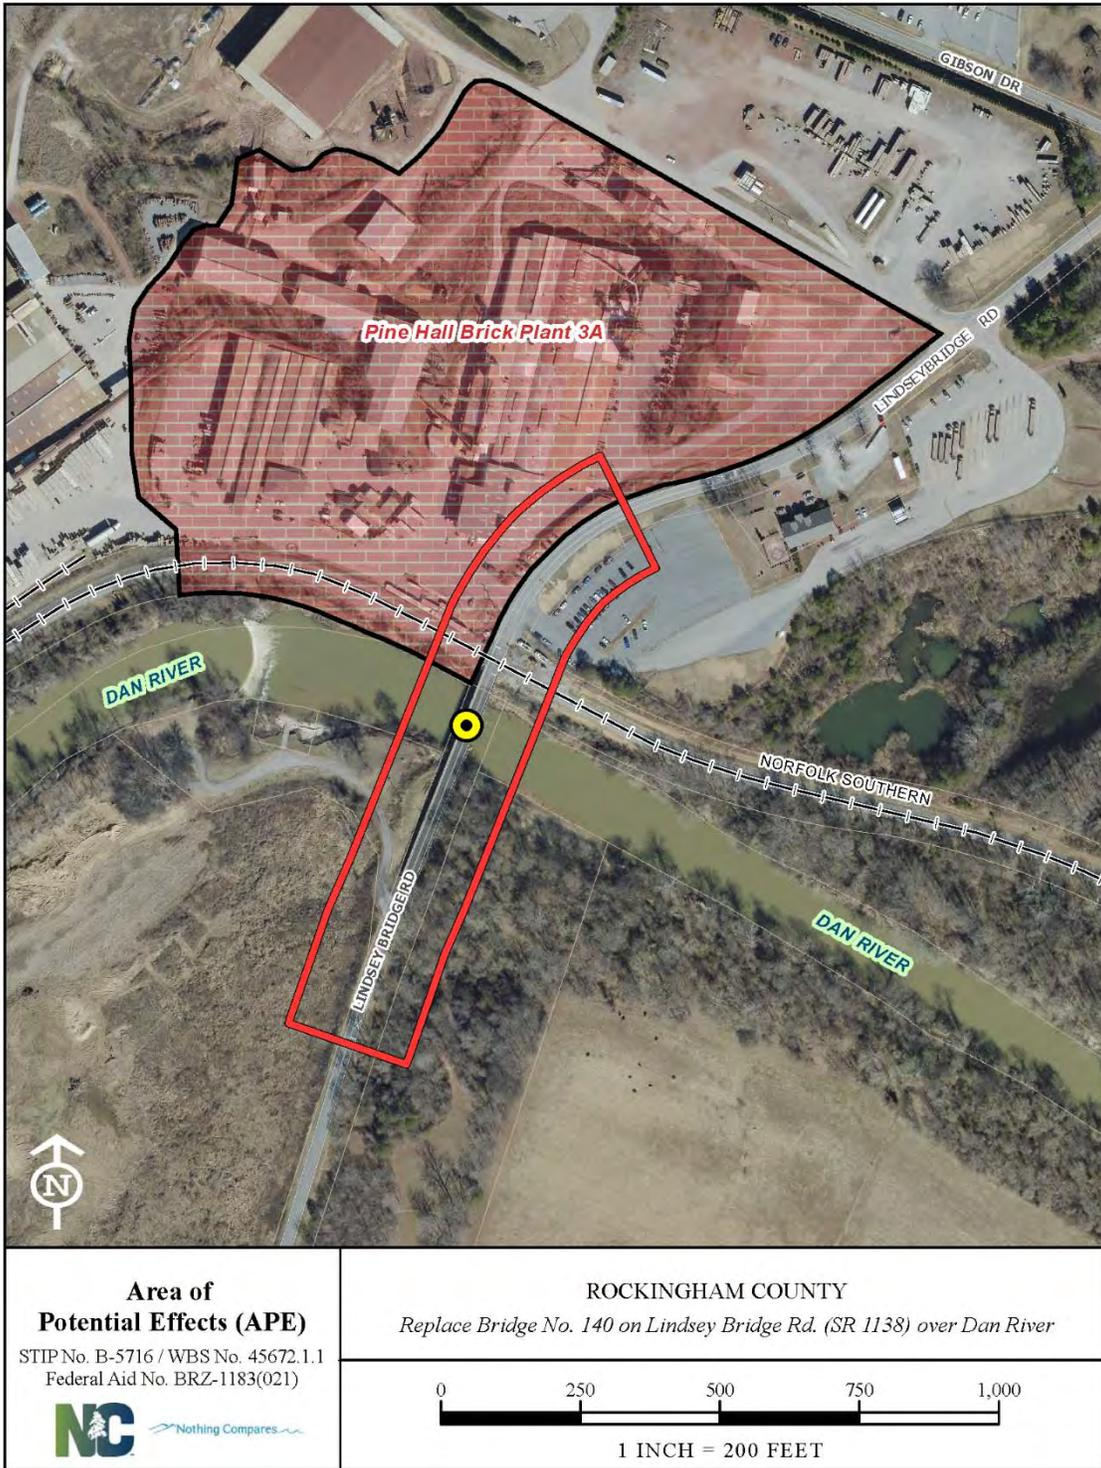 GIBSON DR
Pine Hall Brick Plant 3A
LINDSEYBRIDGE RD
DAN RIVER
NORFOLK SOUTHERN
LINDSEY BRIDGE RD
DAN RIVER
N
Area of
Potential Effects (APE)
STIP No. B-5716 / WBS No. 45672.1.1
Federal Aid No. BRZ-1183(021)
NC Nothing Compares
ROCKINGHAM COUNTY
Replace Bridge No. 140 on Lindsey Bridge Rd. (SR 1138) over Dan River
0 250 500 750 1,000
1 INCH = 200 FEET